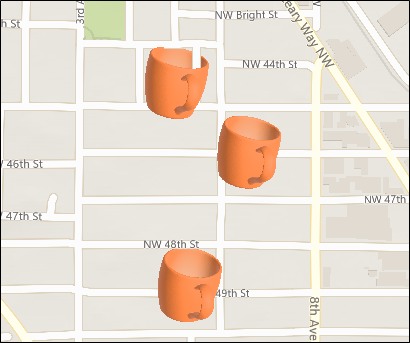 NW Bright St
eary Way NW
h St
3rd A
NW 44th St
46th St
NW 47th
47th St
NW 48th St
49th St
8th Ave